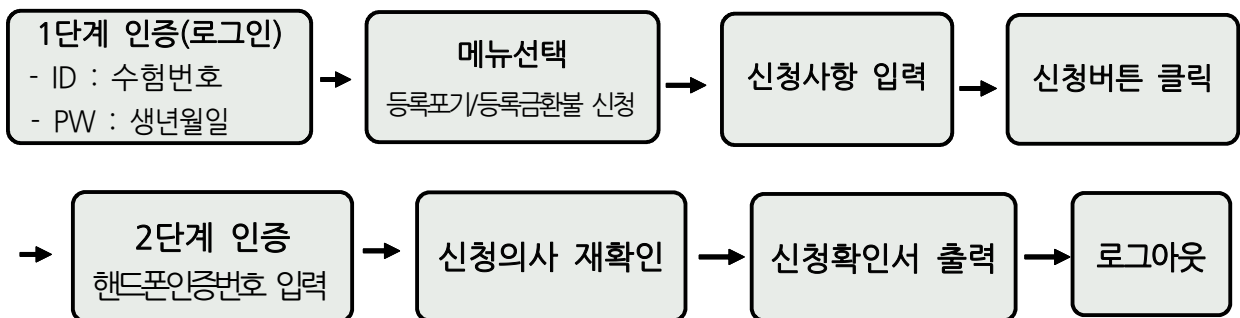 1단계 인증(로그인)
- ID : 수험번호
- PW : 생년월일
메뉴선택
등록포기/등록금환불 신청
신청사항 입력
신청버튼 클릭
2단계 인증
핸드폰인증번호 입력
신청의사 재확인
신청확인서 출력
로그아웃